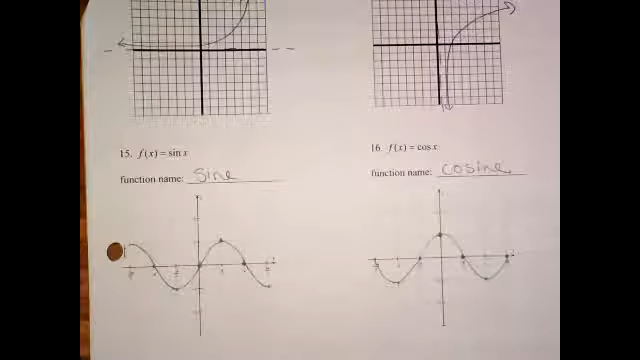 15. f(x) = sin x
function name: sine
16. f(x) = cos x
function name: cosine